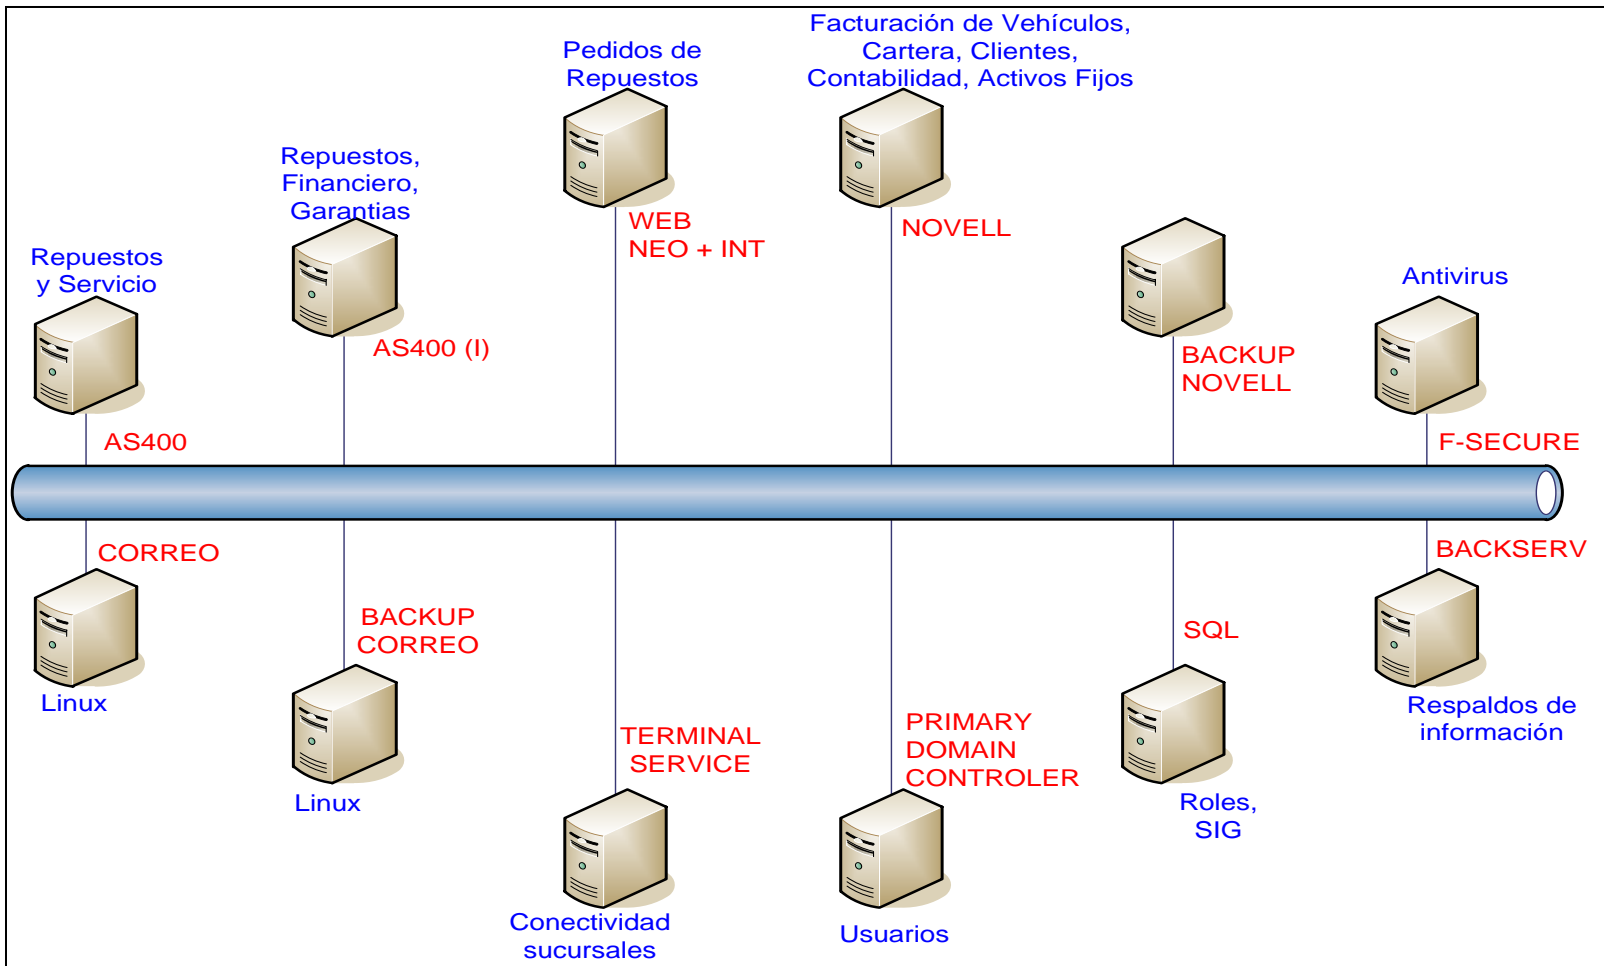 Facturación de Vehículos,
Cartera, Clientes,
Contabilidad, Activos Fijos
Pedidos de
Repuestos
Repuestos,
Financiero,
Garantias
Repuestos
y Servicio
Antivirus
WEB
NEO + INT
NOVELL
AS400 (I)
BACKUP
NOVELL
AS400
F-SECURE
CORREO
BACKSERV
BACKUP
CORREO
SQL
Linux
Respaldos de
información
TERMINAL
SERVICE
PRIMARY
DOMAIN
CONTROLER
Linux
Roles,
SIG
Conectividad
sucursales
Usuarios